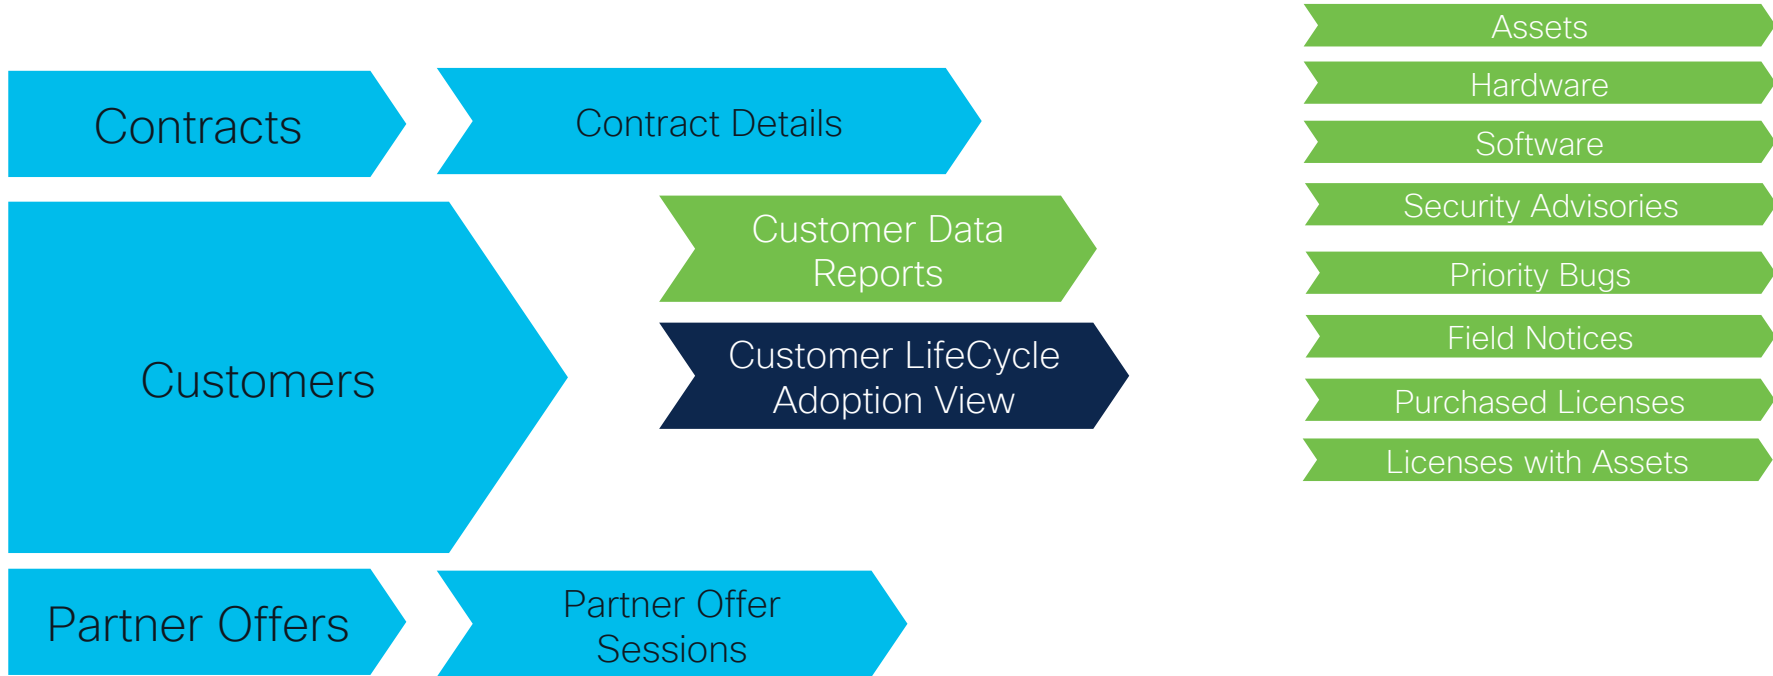 Contracts
Contract Details
Customers
Customer Data
Reports
Customer LifeCycle
Adoption View
Partner Offers
Partner Offer
Sessions
Assets
Hardware
Software
Security Advisories
Priority Bugs
Field Notices
Purchased Licenses
Licenses with Assets